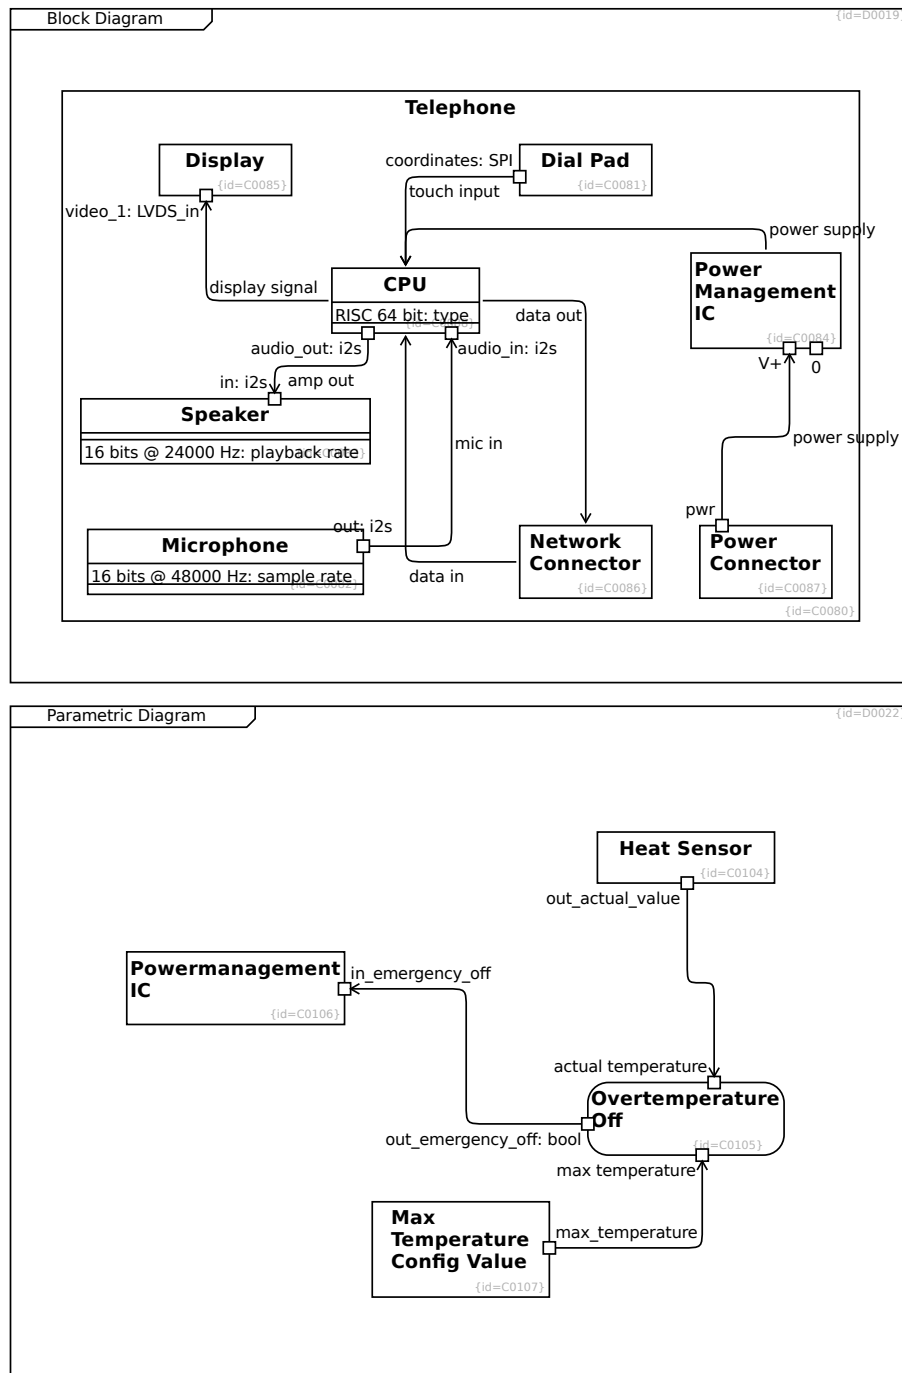 Block Diagram
{id=D0019}
Telephone
Display
{id=C0085}
coordinates: SPI
Dial Pad
{id=C0081}
touch input
video_1: LVDS_in
power supply
CPU
RISC 64 bit: type
display signal
data out
Power
Management
IC
{id=C0084}
audio_out: i2s
audio_in: i2s
V+
0
in: i2s
amp out
Speaker
16 bits @ 24000 Hz: playback rate
mic in
power supply
pwr
out: i2s
Microphone
16 bits @ 48000 Hz: sample rate
data in
Network
Connector
{id=C0086}
Power
Connector
{id=C0087}
{id=C0080}
Parametric Diagram
{id=D0022}
Heat Sensor
{id=C0104}
out_actual_value
Powermanagement
IC
{id=C0106}
in_emergency_off
actual temperature
Overtemperature
Off
{id=C0105}
out_emergency_off: bool
max temperature
Max
Temperature
Config Value
{id=C0107}
max_temperature